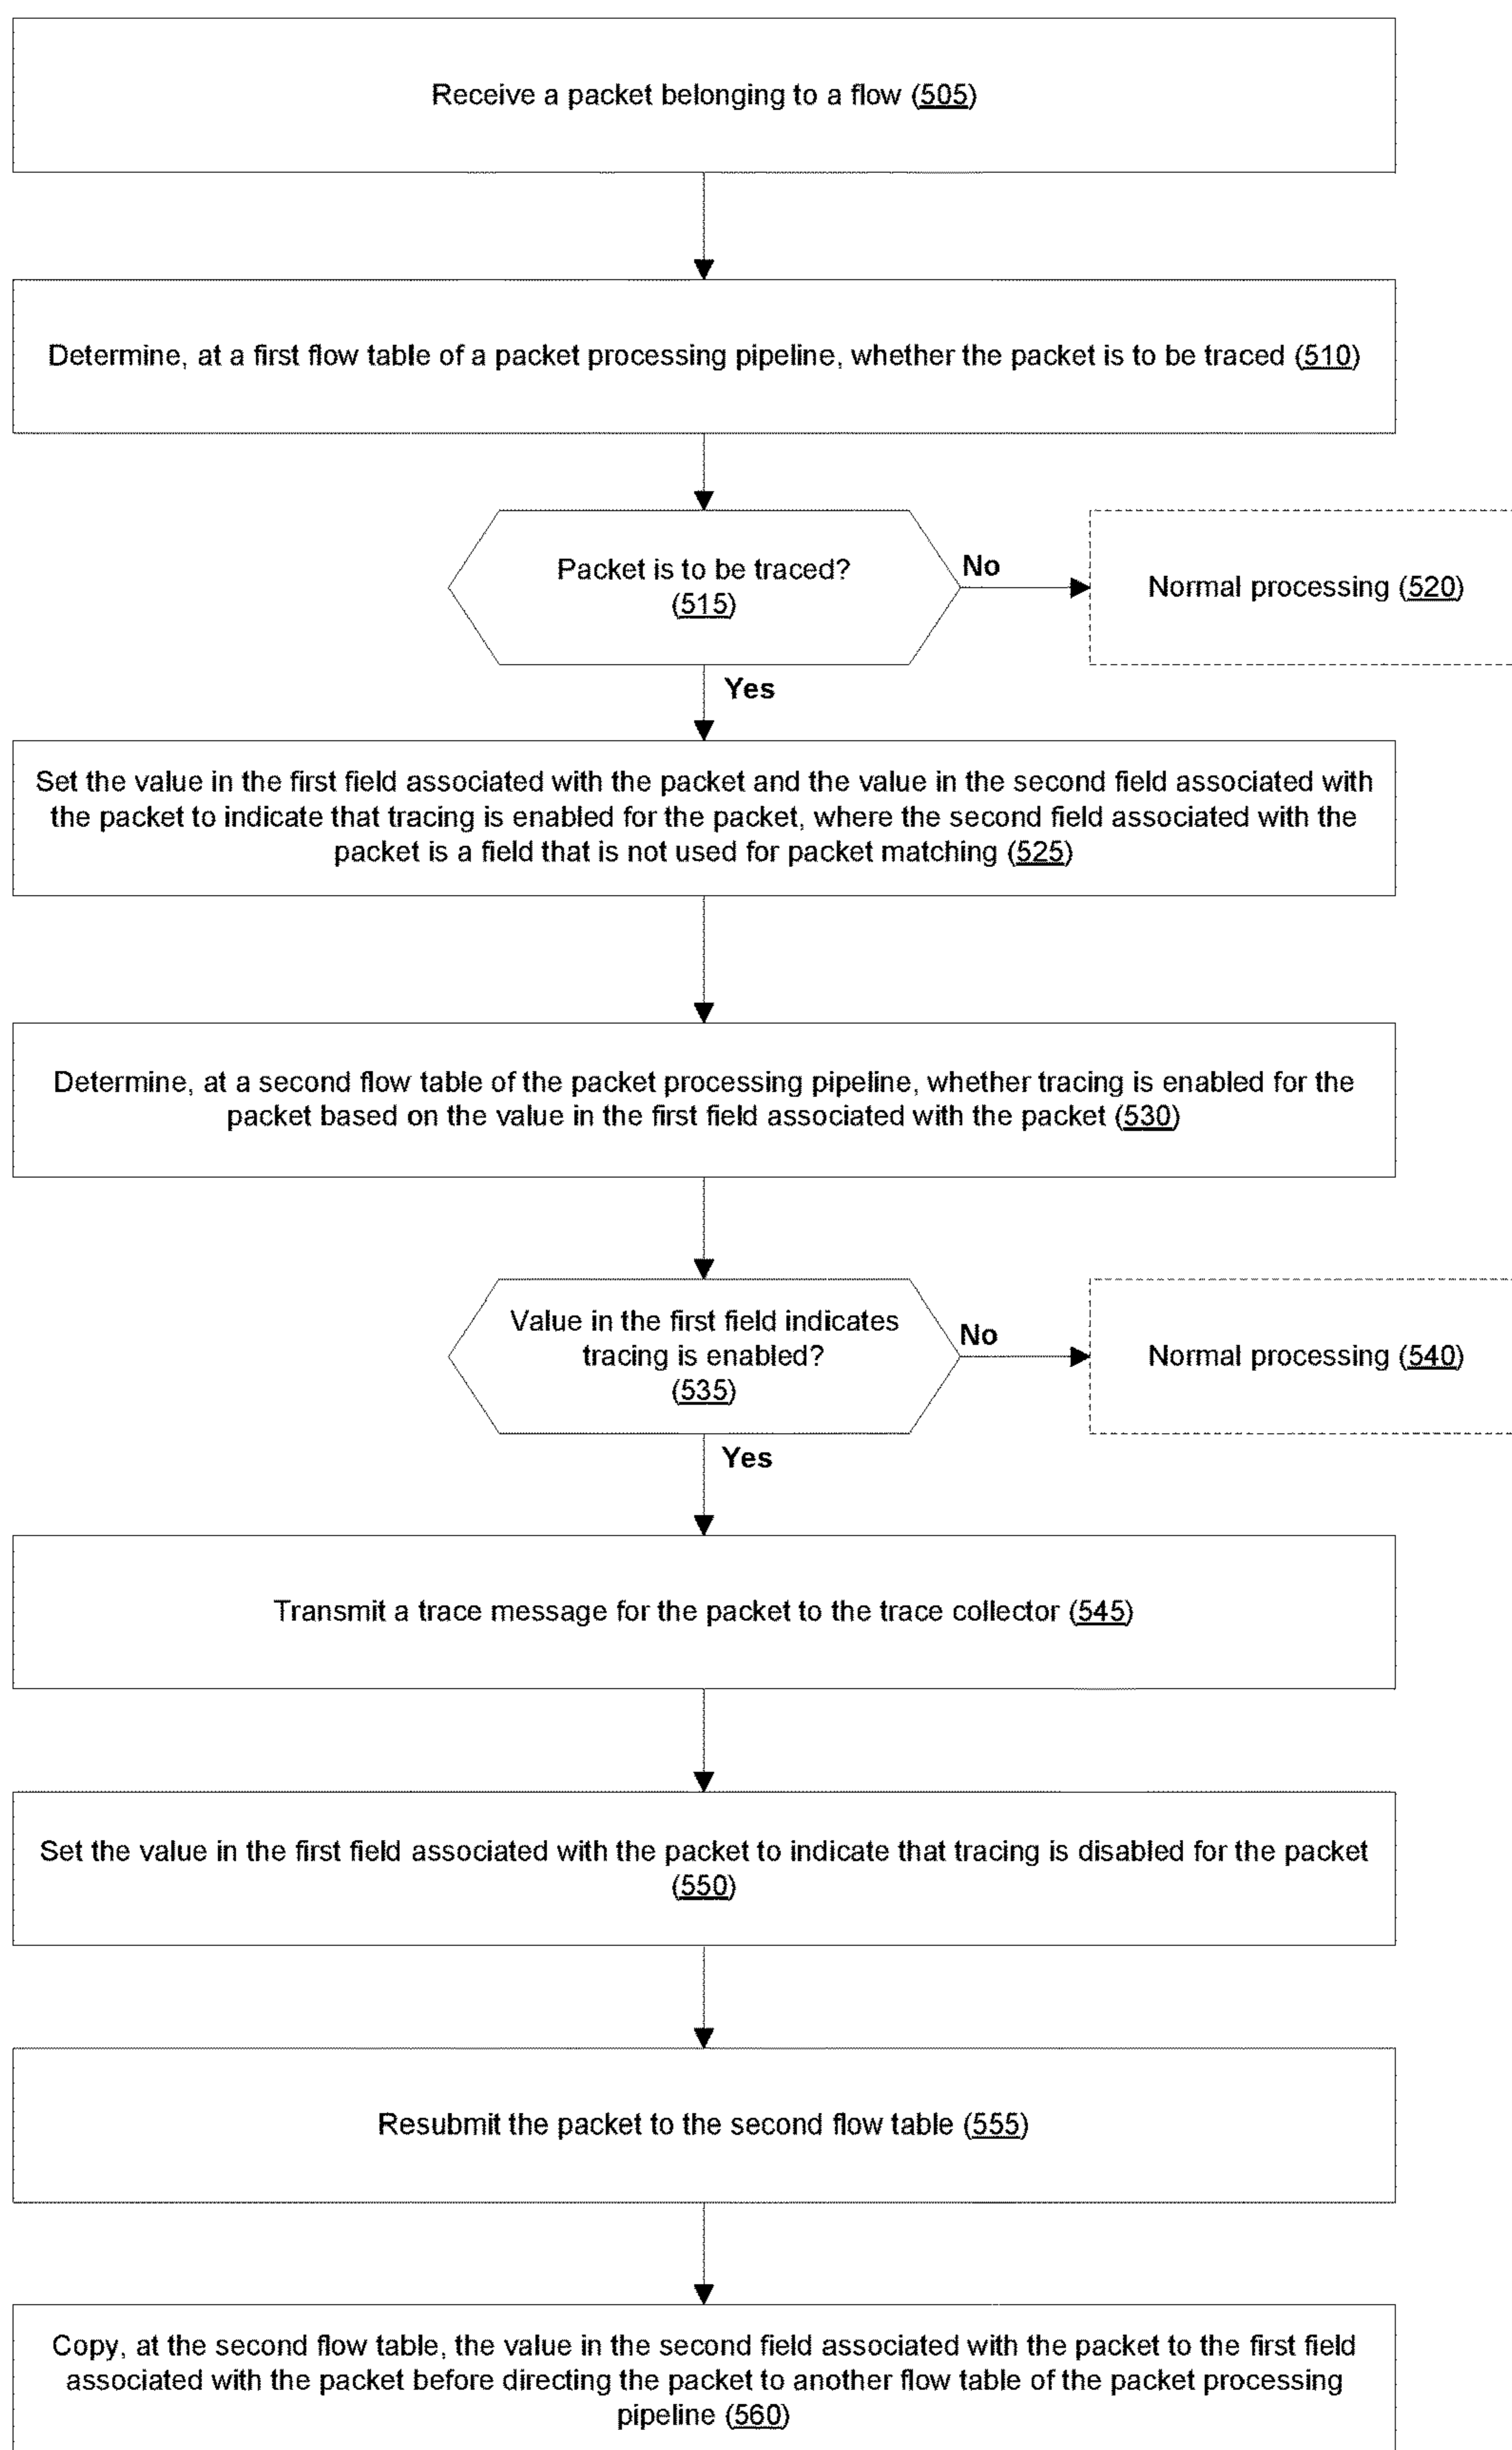 Receive a packet belonging to a flow (505)
Determine, at a first flow table of a packet processing pipeline, whether the packet is to be traced (510)
Packet is to be traced?
(515)
No
Normal processing (520)
Yes
Set the value in the first field associated with the packet and the value in the second field associated with
the packet to indicate that tracing is enabled for the packet, where the second field associated with the
packet is a field that is not used for packet matching (525)
Determine, at a second flow table of the packet processing pipeline, whether tracing is enabled for the
packet based on the value in the first field associated with the packet (530)
Value in the first field indicates
tracing is enabled?
(535)
No
Normal processing (540)
Yes
Transmit a trace message for the packet to the trace collector (545)
Set the value in the first field associated with the packet to indicate that tracing is disabled for the packet
(550)
Resubmit the packet to the second flow table (555)
Copy, at the second flow table, the value in the second field associated with the packet to the first field
associated with the packet before directing the packet to another flow table of the packet processing
pipeline (560)